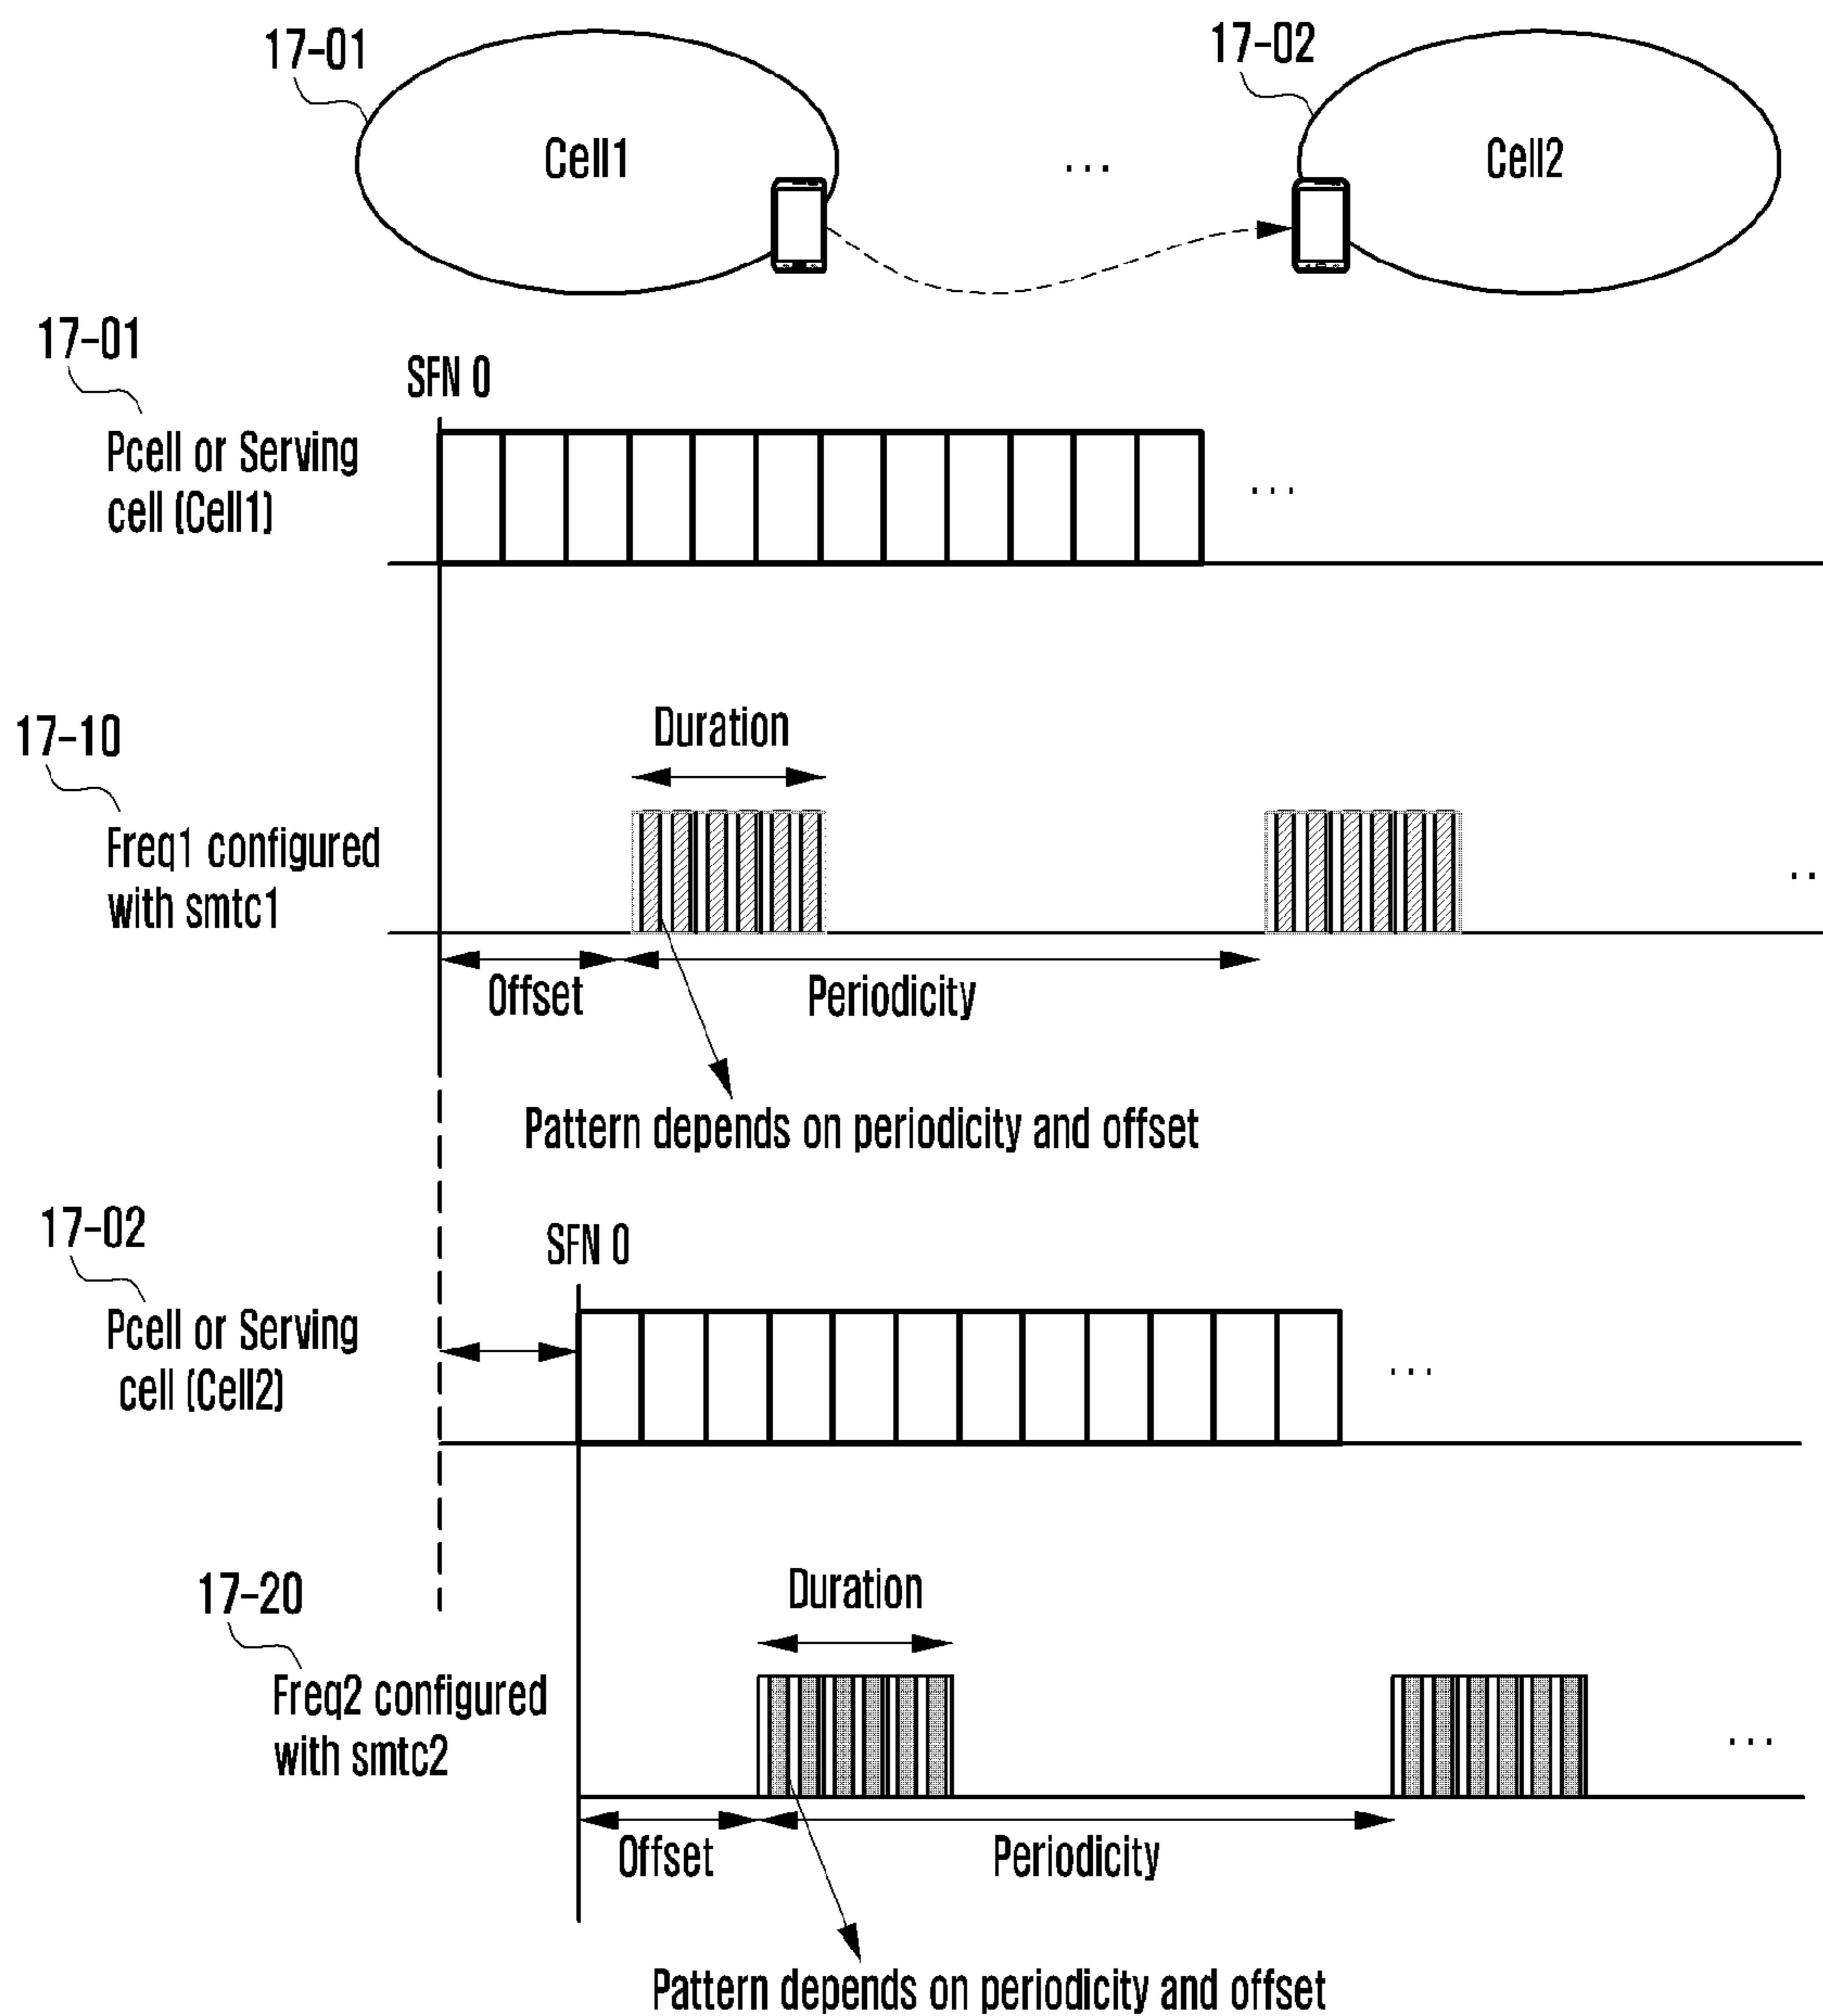 17-01
17-02
Cell1
...
Cell2
17-01
SFN 0
Pcell or Serving
cell (Cell1)
...
17-10
Duration
Freq1 configured
with smtc1
..
Offset
Periodicity
Pattern depends on periodicity and offset
17-02
SFN 0
Pcell or Serving
cell (Cell2)
...
17-20
Duration
Freq2 configured
with smtc2
...
Offset
Periodicity
Pattern depends on periodicity and offset